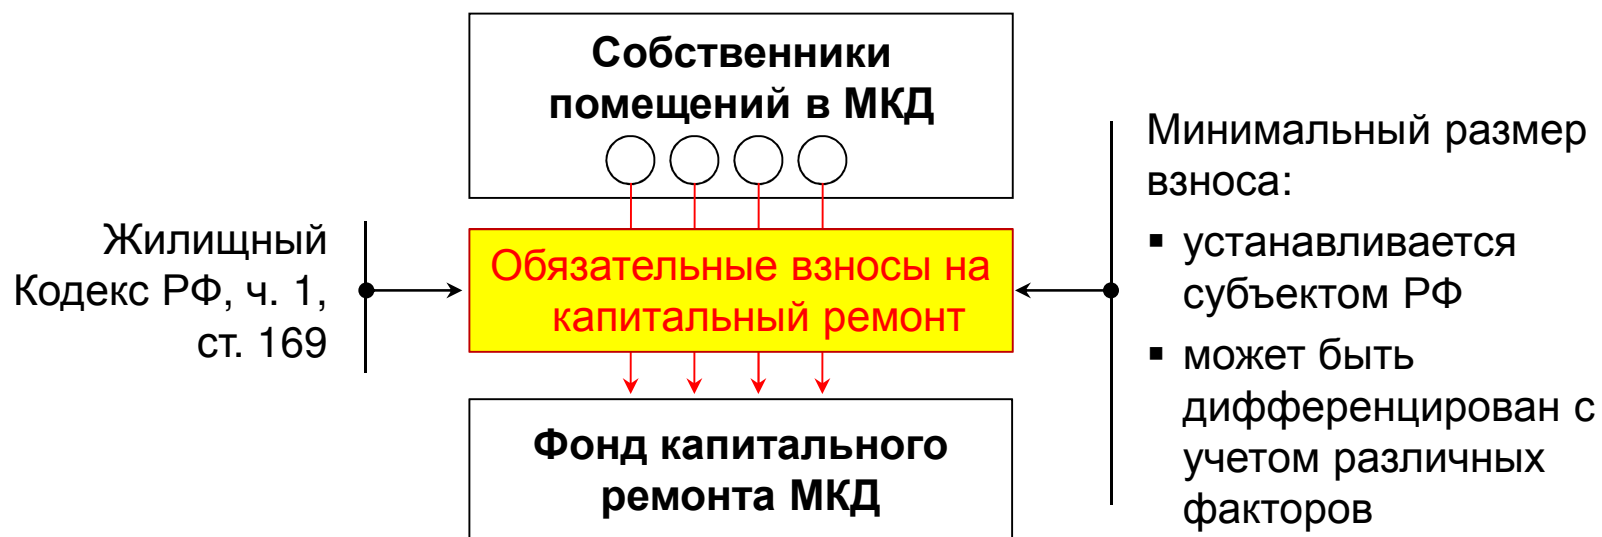 Собственники
помещений в МКД
Жилищный
Кодекс РФ, ч. 1,
ст. 169
Обязательные взносы на
капитальный ремонт
Минимальный размер
взноса:
▪ устанавливается
субъектом РФ
▪ может быть
дифференцирован с
учетом различных
факторов
Фонд капитального
ремонта МКД